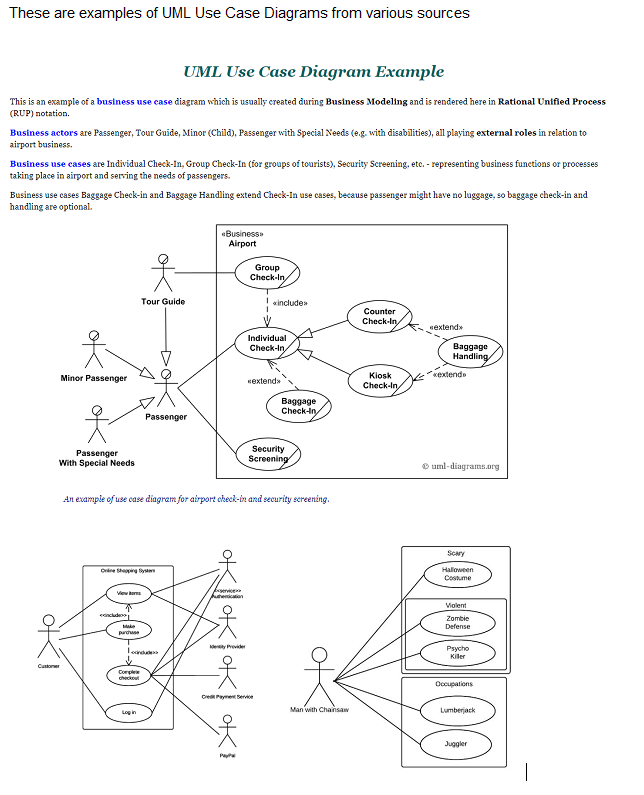 These are examples of UML Use Case Diagrams from various sources
UML Use Case Diagram Example
This is an example of a business use case diagram which is usually created during Business Modeling and is rendered here in Rational Unified Process
(RUP) notation.
Business actors are Passenger, Tour Guide, Minor (Child), Passenger with Special Needs (e.g. with disabilities), all playing external roles in relation to
airport business.
Business use cases are Individual Check-In, Group Check-In (for groups of tourists), Security Screening, etc. - representing business functions or processes
taking place in airport and serving the needs of passengers.
Business use cases Baggage Check-in and Baggage Handling extend Check-In use cases, because passenger might have no luggage, so baggage check-in and
handling are optional.
«Business»
Airport
Group
Check-In
Tour Guide
«include»
Counter
Check-In
«extend»
Individual
Check-In
Baggage
Handling
Minor Passenger
«extend»
Kiosk
Check-In
«extend»
Baggage
Check-In
Passenger
Passenger
With Special Needs
Security
Screening
© uml-diagrams.org
An example of use case diagram for airport check-in and security screening.
Online Shopping System
View items
<<service>>
Authentication
<<include>>
Make
purchase
Customer
<<include>>
Identity Provider
Complete
checkout
Credit Payment Service
Log in
PayPal
Scary
Halloween
Costume
Violent
Zombie
Defense
Psycho
Killer
Occupations
Man with Chainsaw
Lumberjack
Juggler